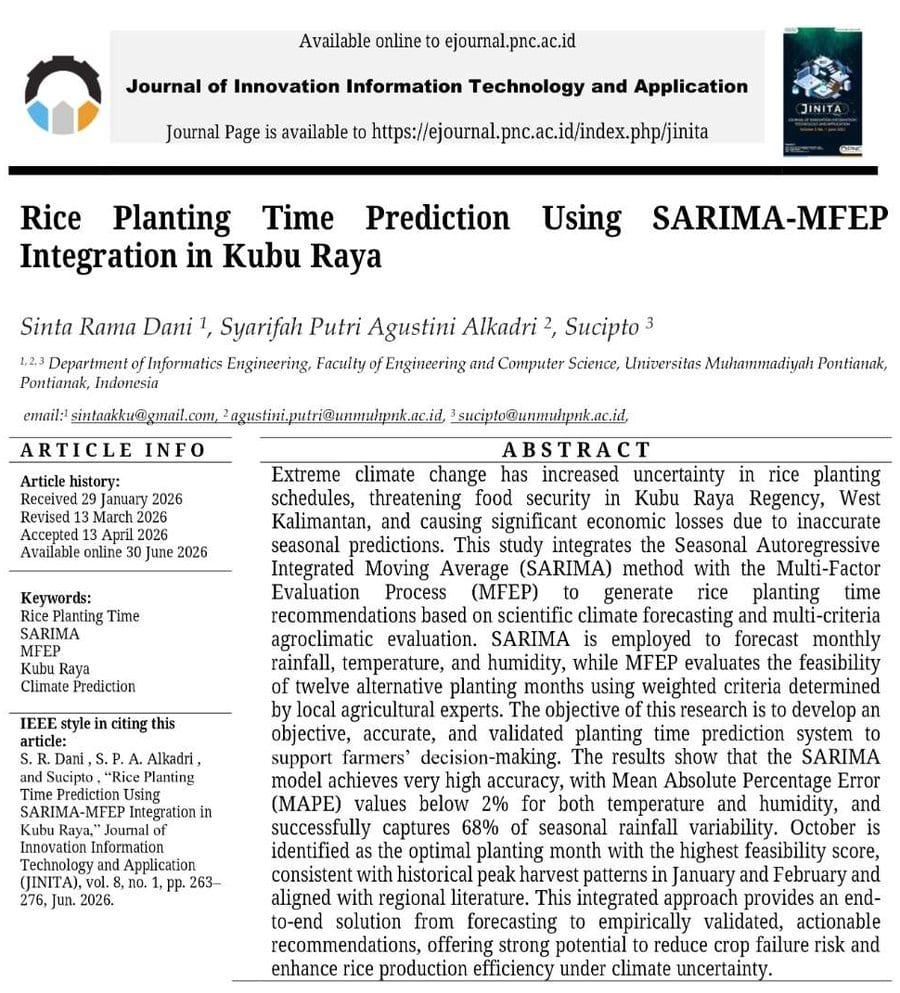 Available online to ejournal.pnc.ac.id
Journal of Innovation Information Technology and Application
Journal Page is available to https://ejournal.pnc.ac.id/index.php/jinita
JINITA
Rice Planting Time Prediction Using SARIMA-MFEP
Integration in Kubu Raya
Sinta Rama Dani 1, Syarifah Putri Agustini Alkadri 2, Sucipto 3
1, 2, 3 Department of Informatics Engineering, Faculty of Engineering and Computer Science, Universitas Muhammadiyah Pontianak,
Pontianak, Indonesia
email:1 sintaakku@gmail.com, 2 agustini.putri@unmuhpnk.ac.id, 3 sucipto@unmuhpnk.ac.id,
ARTICLE INFO
Article history:
Received 29 January 2026
Revised 13 March 2026
Accepted 13 April 2026
Available online 30 June 2026
Keywords:
Rice Planting Time
SARIMA
MFEP
Kubu Raya
Climate Prediction
IEEE style in citing this
article:
S. R. Dani , S. P. A. Alkadri ,
and Sucipto , “Rice Planting
Time Prediction Using
SARIMA-MFEP Integration in
Kubu Raya,” Journal of
Innovation Information
Technology and Application
(JINITA), vol. 8, no. 1, pp. 263–
276, Jun. 2026.
ABSTRACT
Extreme climate change has increased uncertainty in rice planting
schedules, threatening food security in Kubu Raya Regency, West
Kalimantan, and causing significant economic losses due to inaccurate
seasonal predictions. This study integrates the Seasonal Autoregressive
Integrated Moving Average (SARIMA) method with the Multi-Factor
Evaluation Process (MFEP) to generate rice planting time
recommendations based on scientific climate forecasting and multi-criteria
agroclimatic evaluation. SARIMA is employed to forecast monthly
rainfall, temperature, and humidity, while MFEP evaluates the feasibility
of twelve alternative planting months using weighted criteria determined
by local agricultural experts. The objective of this research is to develop an
objective, accurate, and validated planting time prediction system to
support farmers’ decision-making. The results show that the SARIMA
model achieves very high accuracy, with Mean Absolute Percentage Error
(MAPE) values below 2% for both temperature and humidity, and
successfully captures 68% of seasonal rainfall variability. October is
identified as the optimal planting month with the highest feasibility score,
consistent with historical peak harvest patterns in January and February and
aligned with regional literature. This integrated approach provides an end-
to-end solution from forecasting to empirically validated, actionable
recommendations, offering strong potential to reduce crop failure risk and
enhance rice production efficiency under climate uncertainty.